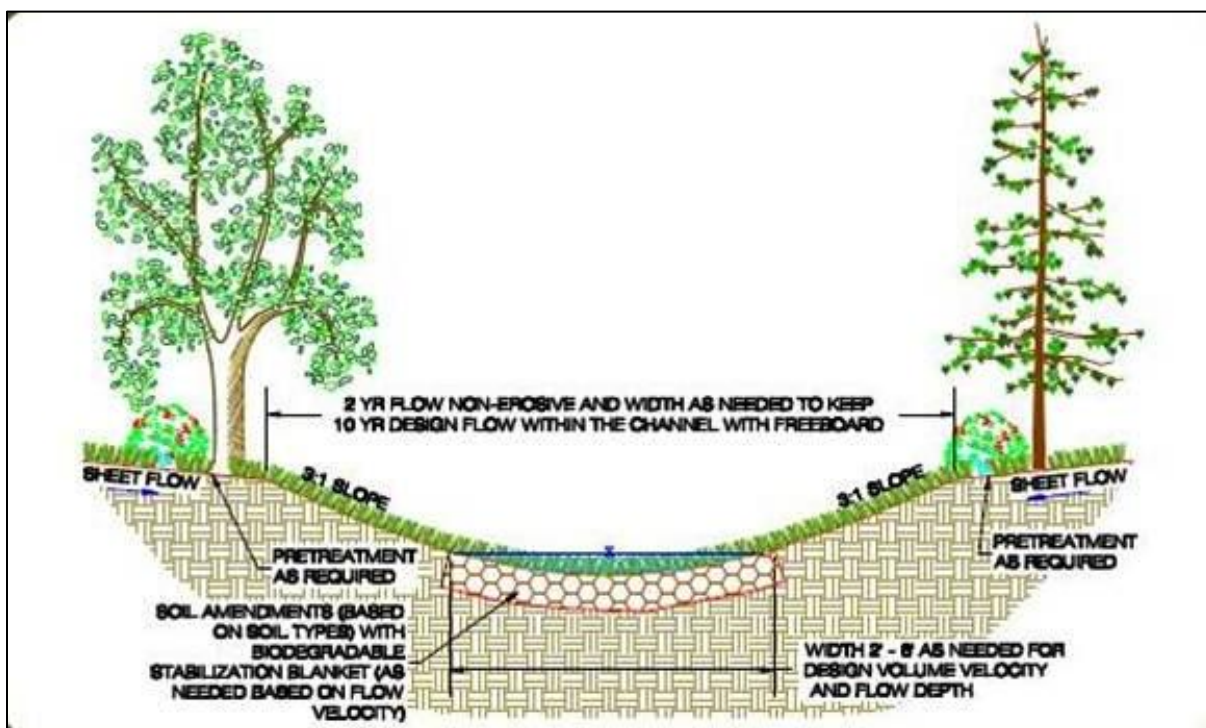 2 YR FLOW NON-EROSIVE AND WIDTH AS NEEDED TO KEEP
10 YR DESIGN FLOW WITHIN THE CHANNEL WITH FREEBOARD
SHEET FLOW
3:1 SLOPE
3:1 SLOPE
SHEET FLOW
PRETREATMENT
AS REQUIRED
PRETREATMENT
AS REQUIRED
SOIL AMENDMENTS (BASED
ON SOIL TYPES) WITH
BIODEGRADABLE
STABILIZATION BLANKET (AS
NEEDED BASED ON FLOW
VELOCITY)
WIDTH 2' - 8' AS NEEDED FOR
DESIGN VOLUME VELOCITY
AND FLOW DEPTH